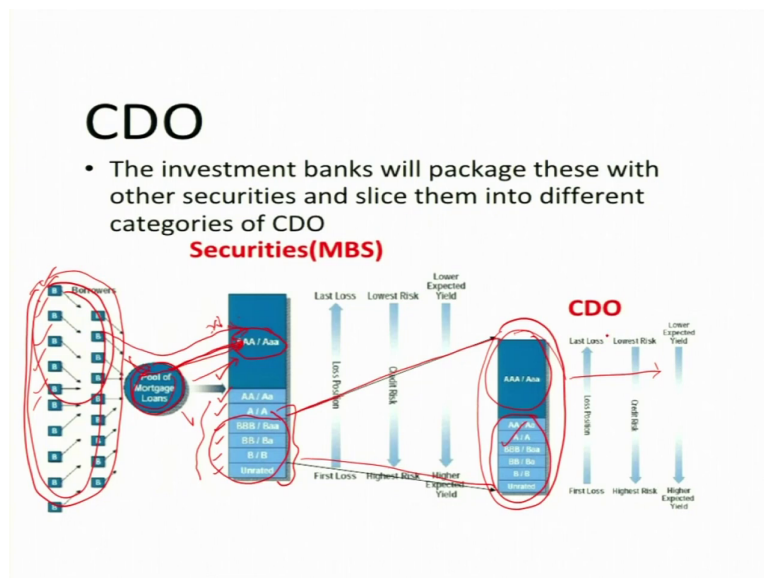 CDO
• The investment banks will package these with
other securities and slice them into different
categories of CDO
Securities(MBS)
Borrowers
B
B
B
B
B
B
B
B
B
B
Pool of
Mortgage
Loans
AA / Aaa
AA / Aa
A / A
BBB / Baa
BB / Ba
B / B
Unrated
Last Loss
Lowest Risk
Lower
Expected
Yield
Loss Position
Credit Risk
First Loss
Highest Risk
Higher
Expected
Yield
CDO
AAA / Aaa
AA / Aa
A / A
BBB / Baa
BB / Ba
B / B
Unrated
Last Loss
Lowest Risk
Lower
Expected
Yield
Loss Position
Credit Risk
First Loss
Highest Risk
Higher
Expected
Yield